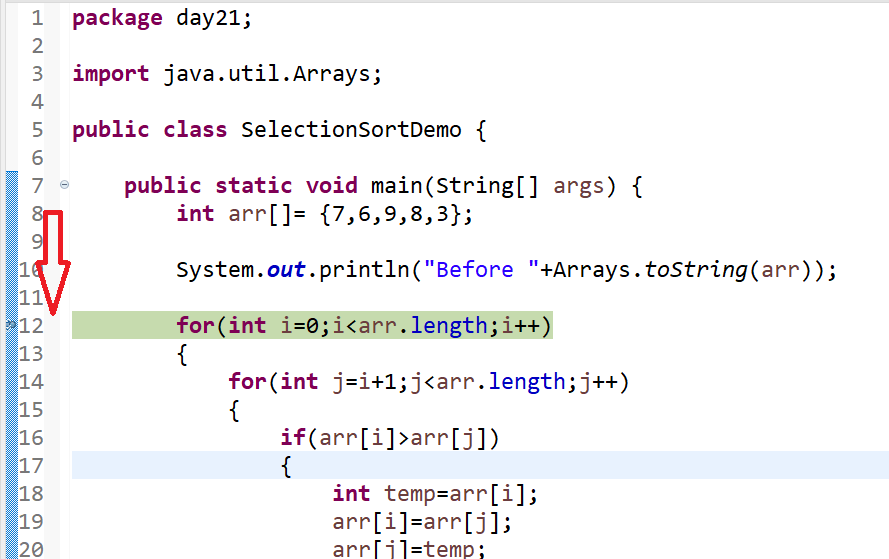 1 package day21;
2
3 import java.util.Arrays;
4
5 public class SelectionSortDemo {
6
7 public static void main(String[] args) {
8 int arr[]= {7,6,9,8,3};
9
10 System.out.println("Before "+Arrays.toString(arr));
11
12 for(int i=0;i<arr.length;i++)
13 {
14 for(int j=i+1;j<arr.length;j++)
15 {
16 if(arr[i]>arr[j])
17 {
18 int temp=arr[i];
19 arr[i]=arr[j];
20 arr[j]=temp;